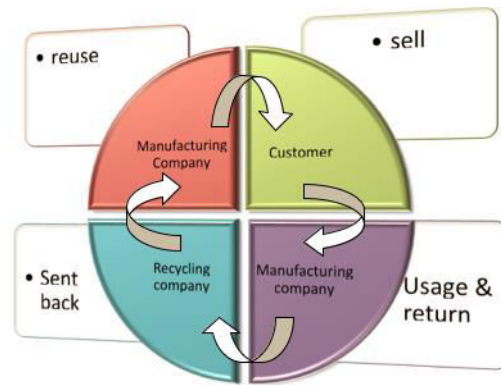 • reuse
• sell
Manufacturing
Company
Customer
Recycling
company
Manufacturing
company
• Sent
back
Usage &
return